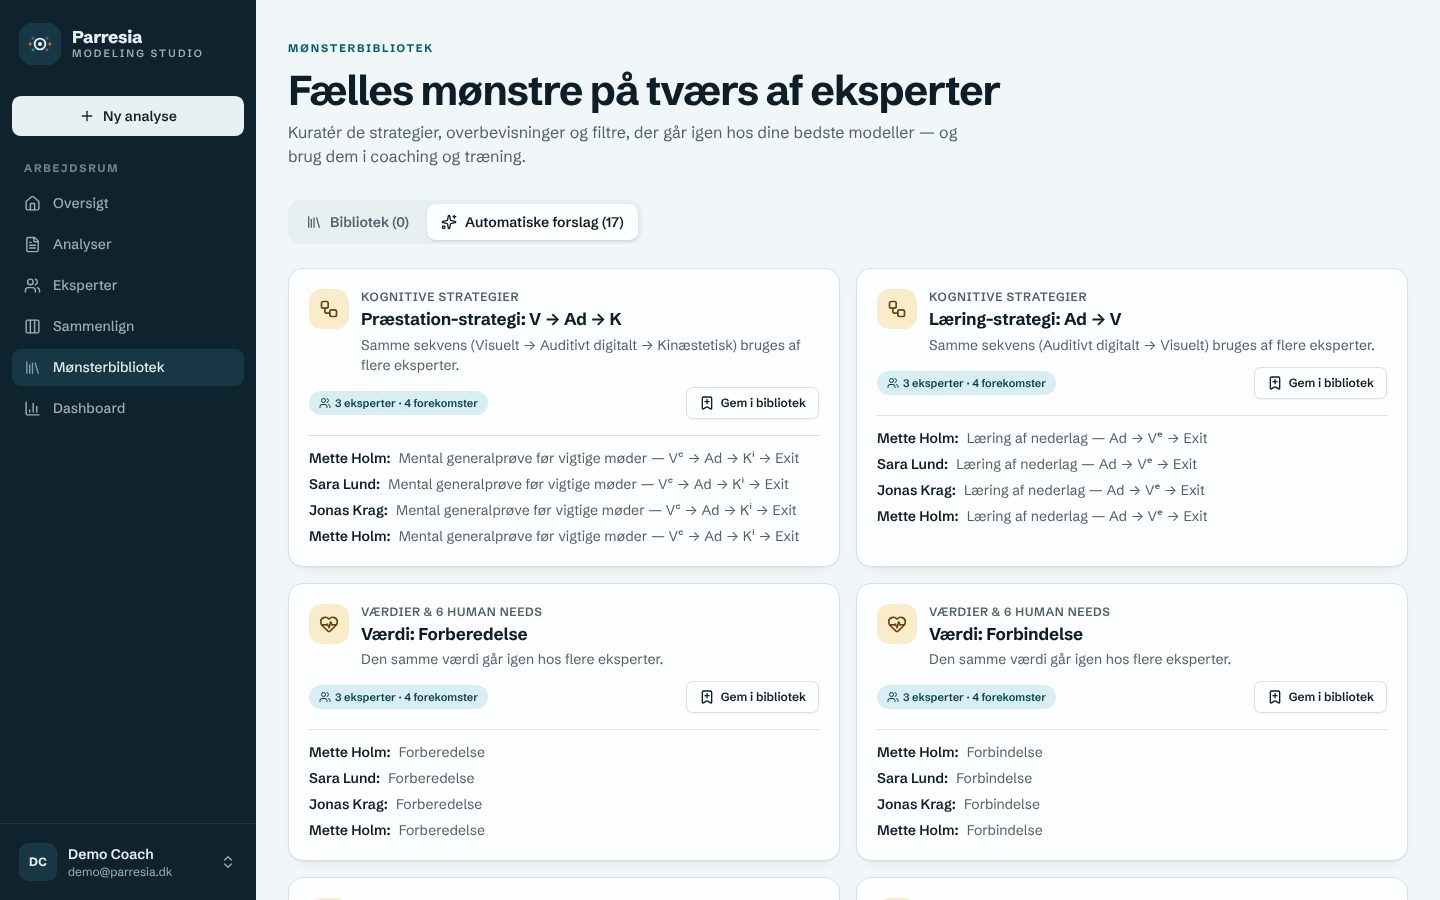 Parresia
MODELING STUDIO
Ny analyse
ARBEJDSRUM
Oversigt
Analyser
Eksperter
Sammenlign
Mønsterbibliotek
Dashboard
DC
Demo Coach
demo@parresia.dk
MØNSTERBIBLIOTEK
Fælles mønstre på tværs af eksperter
Kuratér de strategier, overbevisninger og filtre, der går igen hos dine bedste modeller — og
brug dem i coaching og træning.
Bibliotek (0)
Automatiske forslag (17)
KOGNITIVE STRATEGIER
Præstation-strategi: V → Ad → K
Samme sekvens (Visuelt → Auditivt digitalt → Kinæstetisk) bruges af
flere eksperter.
3 eksperter · 4 forekomster
Gem i bibliotek
Mette Holm: Mental generalprøve før vigtige møder — Vᶜ → Ad → Kⁱ → Exit
Sara Lund: Mental generalprøve før vigtige møder — Vᶜ → Ad → Kⁱ → Exit
Jonas Krag: Mental generalprøve før vigtige møder — Vᶜ → Ad → Kⁱ → Exit
Mette Holm: Mental generalprøve før vigtige møder — Vᶜ → Ad → Kⁱ → Exit
KOGNITIVE STRATEGIER
Læring-strategi: Ad → V
Samme sekvens (Auditivt digitalt → Visuelt) bruges af flere eksperter.
3 eksperter · 4 forekomster
Gem i bibliotek
Mette Holm: Læring af nederlag — Ad → Vᵉ → Exit
Sara Lund: Læring af nederlag — Ad → Vᵉ → Exit
Jonas Krag: Læring af nederlag — Ad → Vᵉ → Exit
Mette Holm: Læring af nederlag — Ad → Vᵉ → Exit
VÆRDIER & 6 HUMAN NEEDS
Værdi: Forberedelse
Den samme værdi går igen hos flere eksperter.
3 eksperter · 4 forekomster
Gem i bibliotek
Mette Holm: Forberedelse
Sara Lund: Forberedelse
Jonas Krag: Forberedelse
Mette Holm: Forberedelse
VÆRDIER & 6 HUMAN NEEDS
Værdi: Forbindelse
Den samme værdi går igen hos flere eksperter.
3 eksperter · 4 forekomster
Gem i bibliotek
Mette Holm: Forbindelse
Sara Lund: Forbindelse
Jonas Krag: Forbindelse
Mette Holm: Forbindelse